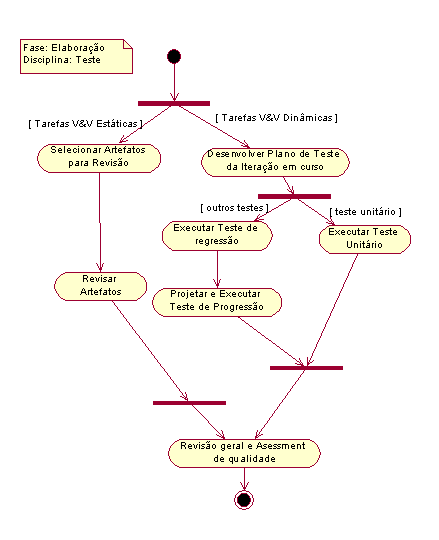 Fase: Elaboração
Disciplina: Teste
[ Tarefas V&V Estáticas ]
[ Tarefas V&V Dinâmicas ]
Selecionar Artefatos
para Revisão
Desenvolver Plano de Teste
da Iteração em curso
[ outros testes ]
[ teste unitário ]
Executar Teste de
regressão
Executar Teste
Unitário
Revisar
Artefatos
Projetar e Executar
Teste de Progressão
Revisão geral e Asessment
de qualidade